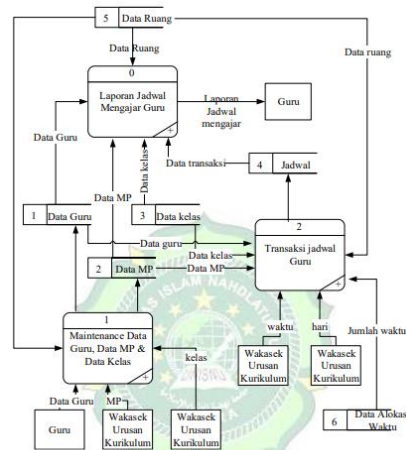 5 Data Ruang
Data Ruang
Data ruang
0
Laporan Jadwal
Mengajar Guru
Laporan
Jadwal
mengajar
Guru
Data Guru
Data MP
Data kelas
Data transaksi
4 Jadwal
1 Data Guru
3 Data kelas
2 Data MP
Data guru
Data kelas
Data MP
2
Transaksi jadwal
Guru
1
Maintenance Data
Guru, Data MP &
Data Kelas
kelas
waktu
hari
Jumlah waktu
Data Guru
MP
Guru
Wakasek
Urusan
Kurikulum
Wakasek
Urusan
Kurikulum
Wakasek
Urusan
Kurikulum
Wakasek
Urusan
Kurikulum
6 Data Alokasi
Waktu
ISLAM NAHDLAT